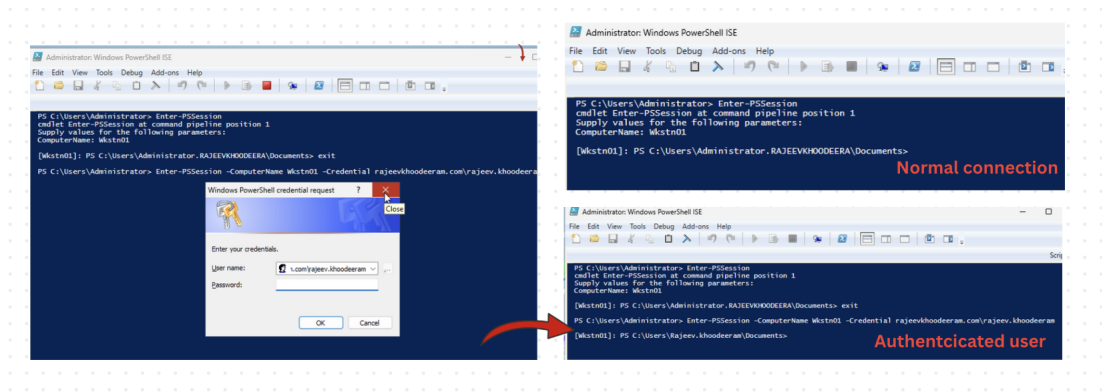 Administrator: Windows PowerShell ISE
File Edit View Tools Debug Add-ons Help
PS C:\Users\Administrator> Enter-PSSession
cmdlet Enter-PSSession at command pipeline position 1
Supply values for the following parameters:
ComputerName: Wkstn01
[Wkstn01]: PS C:\Users\Administrator.RAJEEVKHOODEERA\Documents> exit
PS C:\Users\Administrator> Enter-PSSession -ComputerName Wkstn01 -Credential rajeevkhoodeeram.com\rajeev.khoodeera
Windows PowerShell credential request ?
Close
Enter your credentials.
User name: ı.com\rajeev.khoodeeram
Password:
OK Cancel
Administrator: Windows PowerShell ISE
File Edit View Tools Debug Add-ons Help
PS C:\Users\Administrator> Enter-PSSession
cmdlet Enter-PSSession at command pipeline position 1
Supply values for the following parameters:
ComputerName: Wkstn01
[Wkstn01]: PS C:\Users\Administrator.RAJEEVKHOODEERA\Documents>
Normal connection
Administrator: Windows PowerShell ISE
File Edit View Tools Debug Add-ons Help
Scrip
PS C:\Users\Administrator> Enter-PSSession
cmdlet Enter-PSSession at command pipeline position 1
Supply values for the following parameters:
ComputerName: Wkstn01
[Wkstn01]: PS C:\Users\Administrator.RAJEEVKHOODEERA\Documents> exit
PS C:\Users\Administrator> Enter-PSSession -ComputerName Wkstn01 -Credential rajeevkhoodeeram.com\rajeev.khoodeeram
[Wkstn01]: PS C:\Users\Rajeev.khoodeeram\Documents>
Authentcicated user